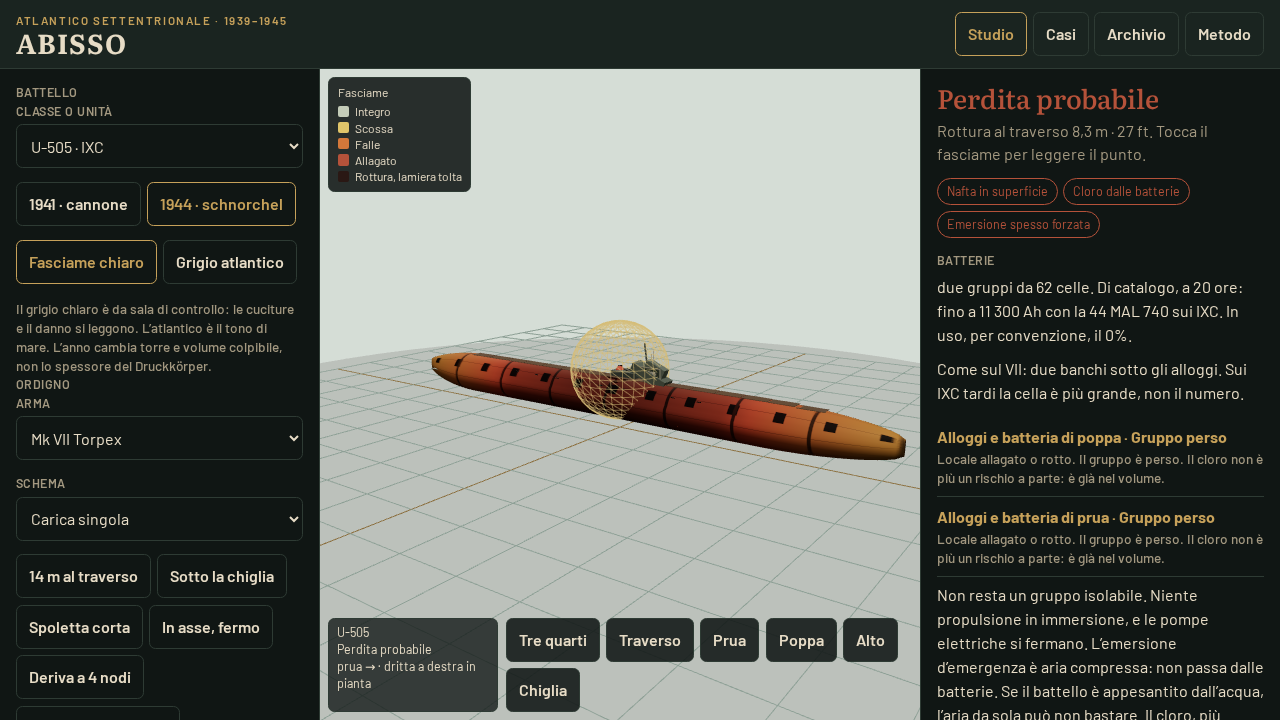 ATLANTICO SETTENTRIONALE · 1939–1945
ABISSO
Studio
Casi
Archivio
Metodo
BATTELLO
CLASSE O UNITÀ
U-505 · IXC
1941 · cannone
1944 · schnorchel
Fasciame chiaro
Grigio atlantico
Il grigio chiaro è da sala di controllo: le cuciture
e il danno si leggono. L’atlantico è il tono di
mare. L’anno cambia torre e volume colpibile,
non lo spessore del Druckkörper.
ORDIGNO
ARMA
Mk VII Torpex
SCHEMA
Carica singola
14 m al traverso
Sotto la chiglia
Spoletta corta
In asse, fermo
Deriva a 4 nodi
Fasciame
Integro
Scossa
Falle
Allagato
Rottura, lamiera tolta
U-505
Perdita probabile
prua → · dritta a destra in
pianta
Tre quarti
Traverso
Prua
Poppa
Alto
Chiglia
Perdita probabile
Rottura al traverso 8,3 m · 27 ft. Tocca il
fasciame per leggere il punto.
Nafta in superficie
Cloro dalle batterie
Emersione spesso forzata
BATTERIE
due gruppi da 62 celle. Di catalogo, a 20 ore:
fino a 11 300 Ah con la 44 MAL 740 sui IXC. In
uso, per convenzione, il 0%.
Come sul VII: due banchi sotto gli alloggi. Sui
IXC tardi la cella è più grande, non il numero.
Alloggi e batteria di poppa · Gruppo perso
Locale allagato o rotto. Il gruppo è perso. Il cloro non è
più un rischio a parte: è già nel volume.
Alloggi e batteria di prua · Gruppo perso
Locale allagato o rotto. Il gruppo è perso. Il cloro non è
più un rischio a parte: è già nel volume.
Non resta un gruppo isolabile. Niente
propulsione in immersione, e le pompe
elettriche si fermano. L’emersione
d’emergenza è aria compressa: non passa dalle
batterie. Se il battello è appesantito dall’acqua,
l’aria da sola può non bastare. Il cloro, più